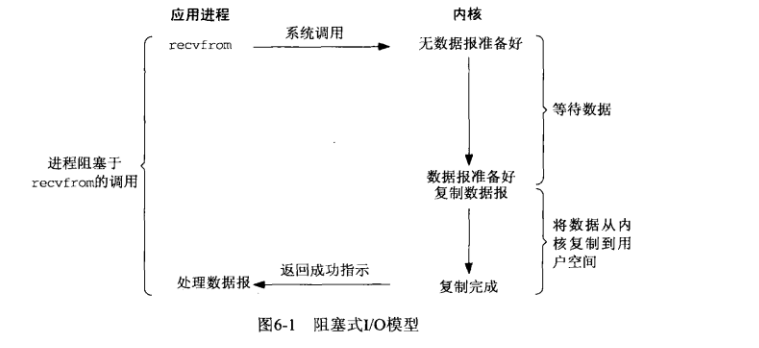 应用进程
内核
recvfrom
系统调用
无数据报准备好
等待数据
进程阻塞于
recvfrom的调用
数据报准备好
复制数据报
将数据从内
核复制到用
户空间
处理数据报
返回成功指示
复制完成
图6-1 阻塞式I/O模型